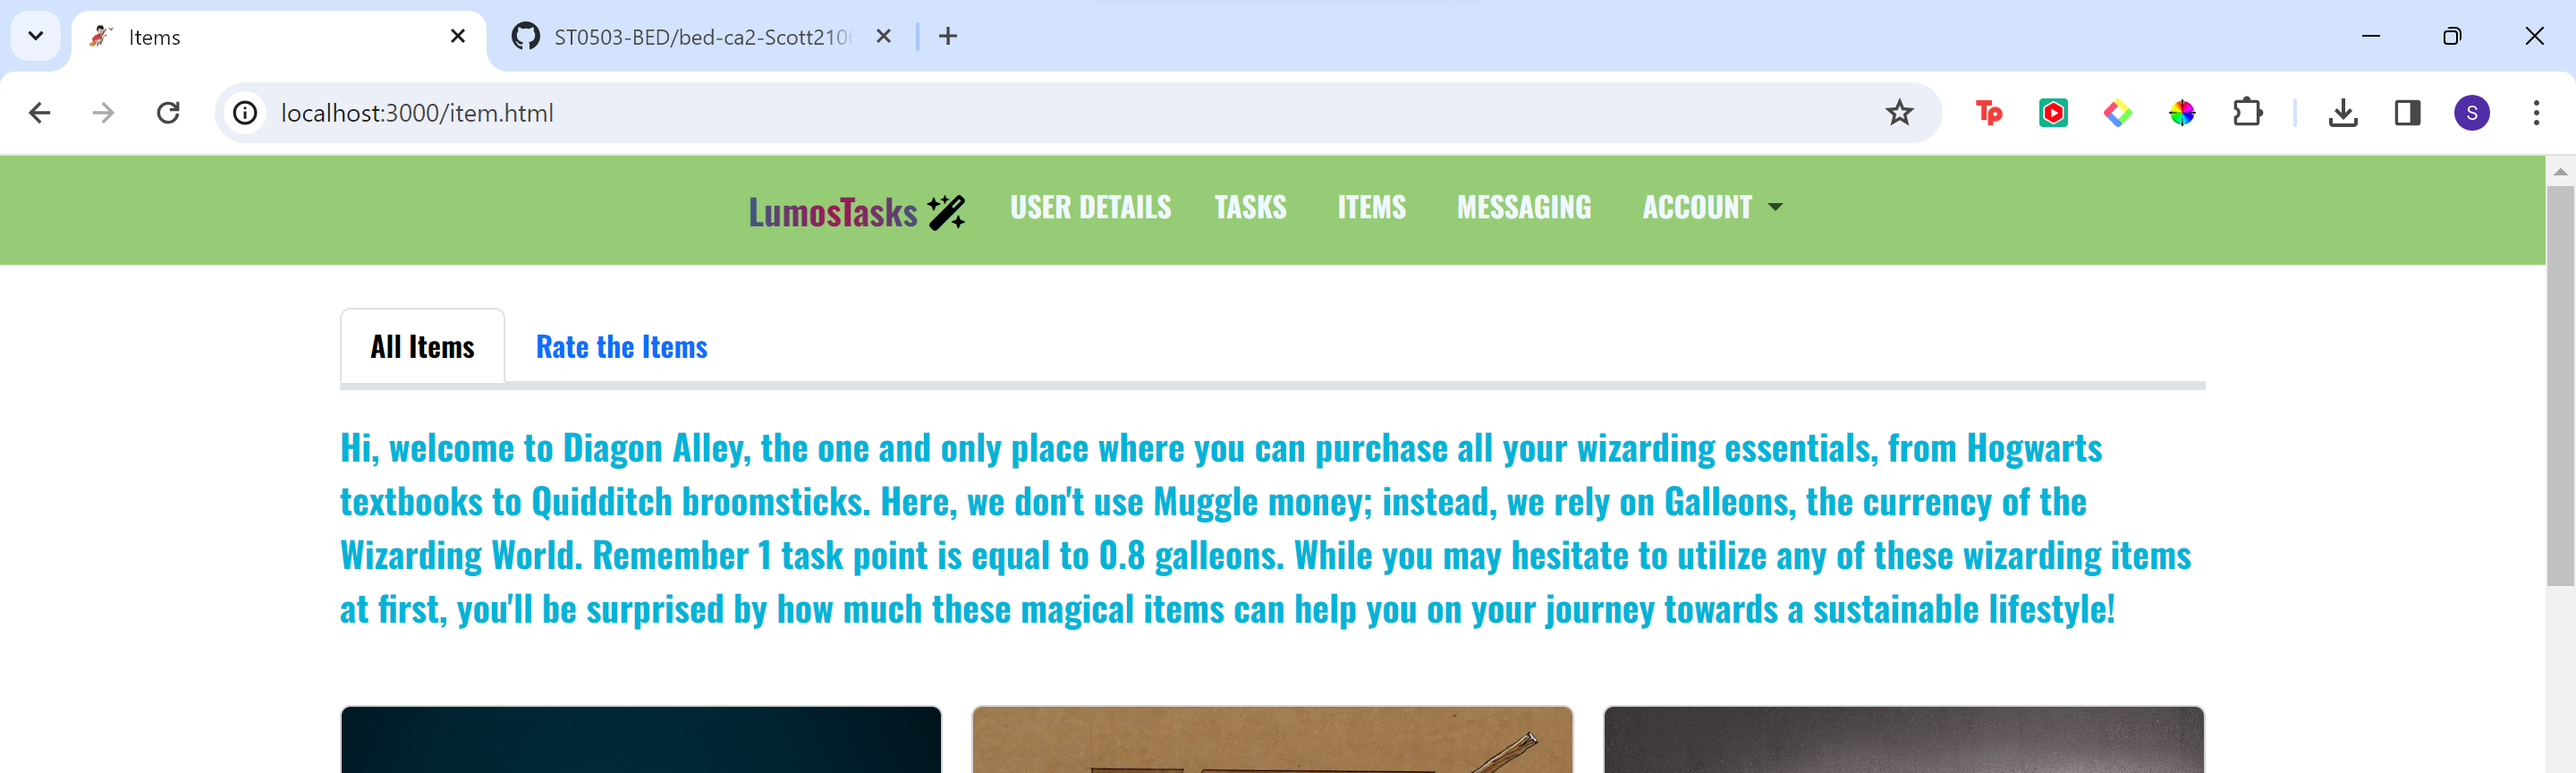 Items
ST0503-BED/bed-ca2-Scott210
localhost:3000/item.html
Tp
S
LumosTasks USER DETAILS TASKS ITEMS MESSAGING ACCOUNT
All Items Rate the Items
Hi, welcome to Diagon Alley, the one and only place where you can purchase all your wizarding essentials, from Hogwarts
textbooks to Quidditch broomsticks. Here, we don't use Muggle money; instead, we rely on Galleons, the currency of the
Wizarding World. Remember 1 task point is equal to 0.8 galleons. While you may hesitate to utilize any of these wizarding items
at first, you'll be surprised by how much these magical items can help you on your journey towards a sustainable lifestyle!